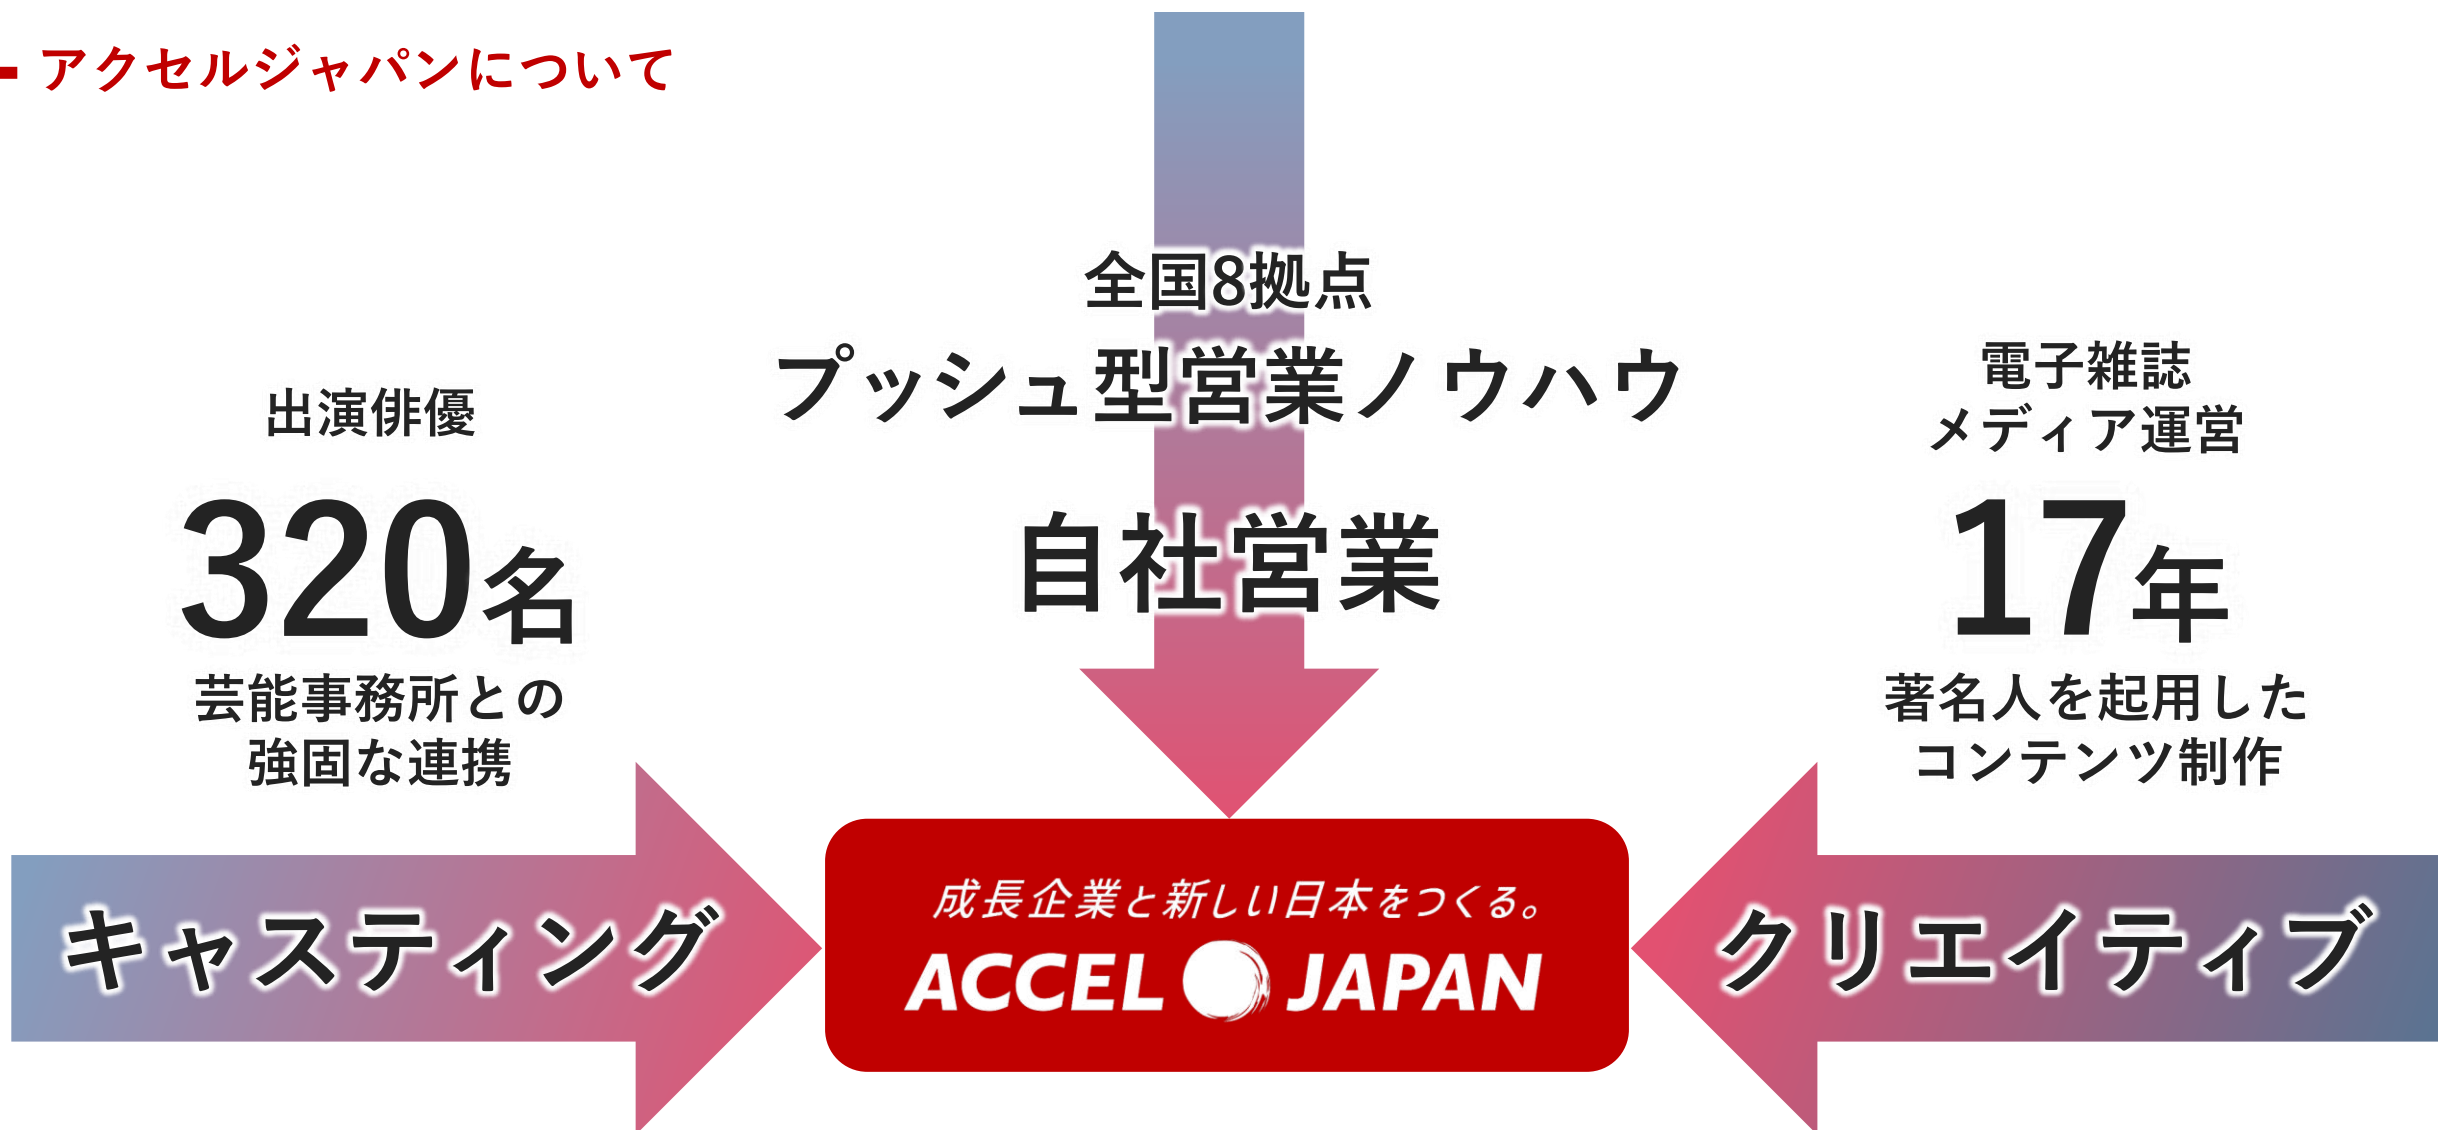 アクセルジャパンについて
全国8拠点
プッシュ型営業ノウハウ
自社営業
出演俳優
320名
芸能事務所との
強固な連携
キャスティング
電子雑誌
メディア運営
17年
著名人を起用した
コンテンツ制作
クリエイティブ
成長企業と新しい日本をつくる。
ACCEL JAPAN